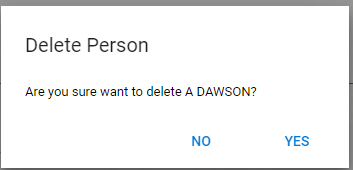 Delete Person
Are you sure want to delete A DAWSON?
NO YES